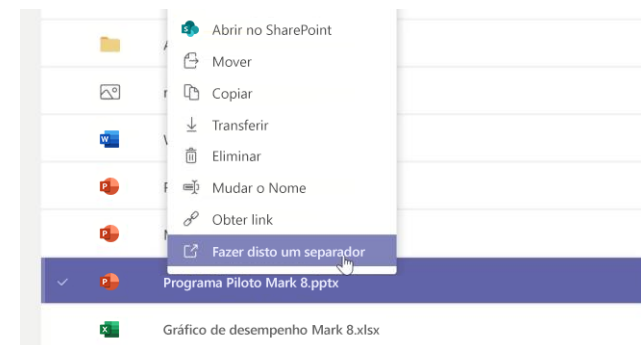 Abrir no SharePoint
Mover
Copiar
Transferir
Eliminar
Mudar o Nome
Obter link
Fazer disto um separador
Programa Piloto Mark 8.pptx
Gráfico de desempenho Mark 8.xlsx